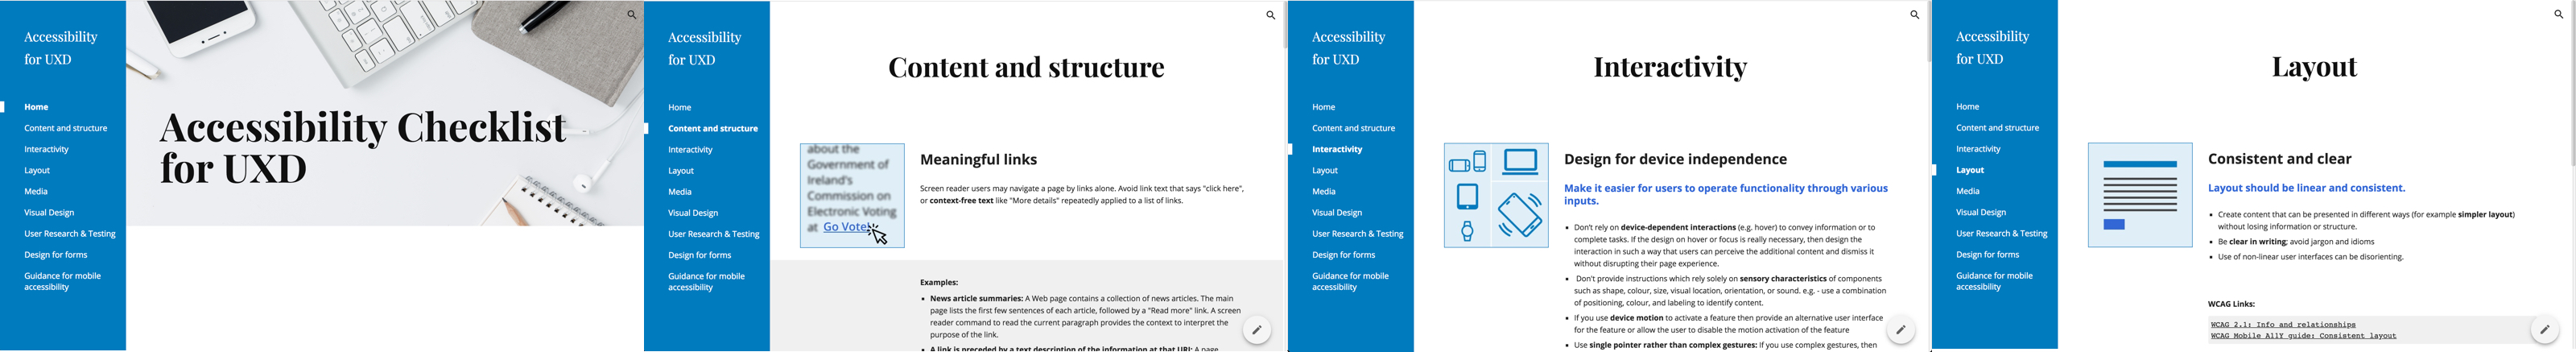 Accessibility
for UXD
Home
Content and structure
Interactivity
Layout
Media
Visual Design
User Research & Testing
Design for forms
Guidance for mobile
accessibility
Accessibility Checklist
for UXD
Accessibility
for UXD
Home
Content and structure
Interactivity
Layout
Media
Visual Design
User Research & Testing
Design for forms
Guidance for mobile
accessibility
Content and structure
about the
Government of
Ireland's
Commission on
Electronic Voting
at Go Vote!
Meaningful links
Screen reader users may navigate a page by links alone. Avoid link text that says "click here",
or context-free text like "More details" repeatedly applied to a list of links.
Examples:
• News article summaries: A Web page contains a collection of news articles. The main
page lists the first few sentences of each article, followed by a "Read more" link. A screen
reader command to read the current paragraph provides the context to interpret the
purpose of the link.
• A link is preceded by a text description of the information at that URI: A page
Accessibility
for UXD
Home
Content and structure
Interactivity
Layout
Media
Visual Design
User Research & Testing
Design for forms
Guidance for mobile
accessibility
Interactivity
Design for device independence
Make it easier for users to operate functionality through various
inputs.
• Don't rely on device-dependent interactions (e.g. hover) to convey information or to
complete tasks. If the design on hover or focus is really necessary, then design the
interaction in such a way that users can perceive the additional content and dismiss it
without disrupting their page experience.
• Don't provide instructions which rely solely on sensory characteristics of components
such as shape, colour, size, visual location, orientation, or sound. e.g. - use a combination
of positioning, colour, and labeling to identify content.
• If you use device motion to activate a feature then provide an alternative user interface
for the feature or allow the user to disable the motion activation of the feature
• Use single pointer rather than complex gestures: If you use complex gestures, then
Accessibility
for UXD
Home
Content and structure
Interactivity
Layout
Media
Visual Design
User Research & Testing
Design for forms
Guidance for mobile
accessibility
Layout
Consistent and clear
Layout should be linear and consistent.
• Create content that can be presented in different ways (for example simpler layout)
without losing information or structure.
• Be clear in writing; avoid jargon and idioms
• Use of non-linear user interfaces can be disorienting.
WCAG Links:
WCAG 2.1: Info and relationships
WCAG Mobile A11Y guide: Consistent layout